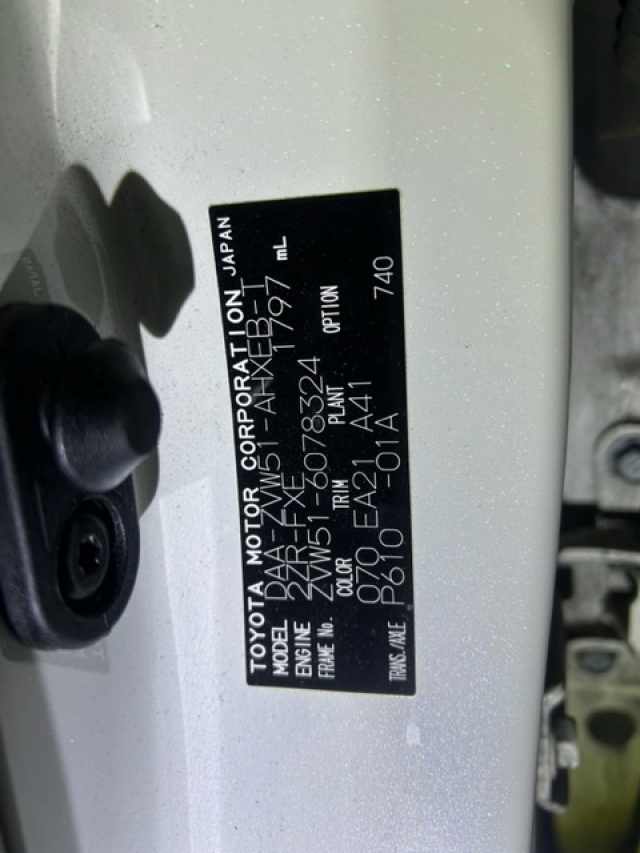 TOYOTA MOTOR CORPORATION JAPAN
MODEL DAA-ZVW51-AHXEB-T
ENGINE 2ZR-FXE 1797 mL
FRAME No. ZVW51-6078324
COLOR TRIM PLANT OPTION
070 EA21 A41 740
TRANS./AXLE P610 -01A